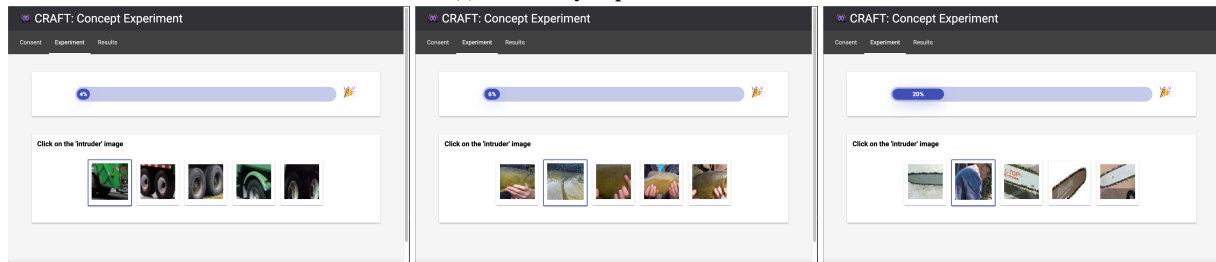 CRAFT: Concept Experiment
Consent Experiment Results
4%
Click on the 'intruder' image
CRAFT: Concept Experiment
Consent Experiment Results
6%
Click on the 'intruder' image
CRAFT: Concept Experiment
Consent Experiment Results
20%
Click on the 'intruder' image
TOP